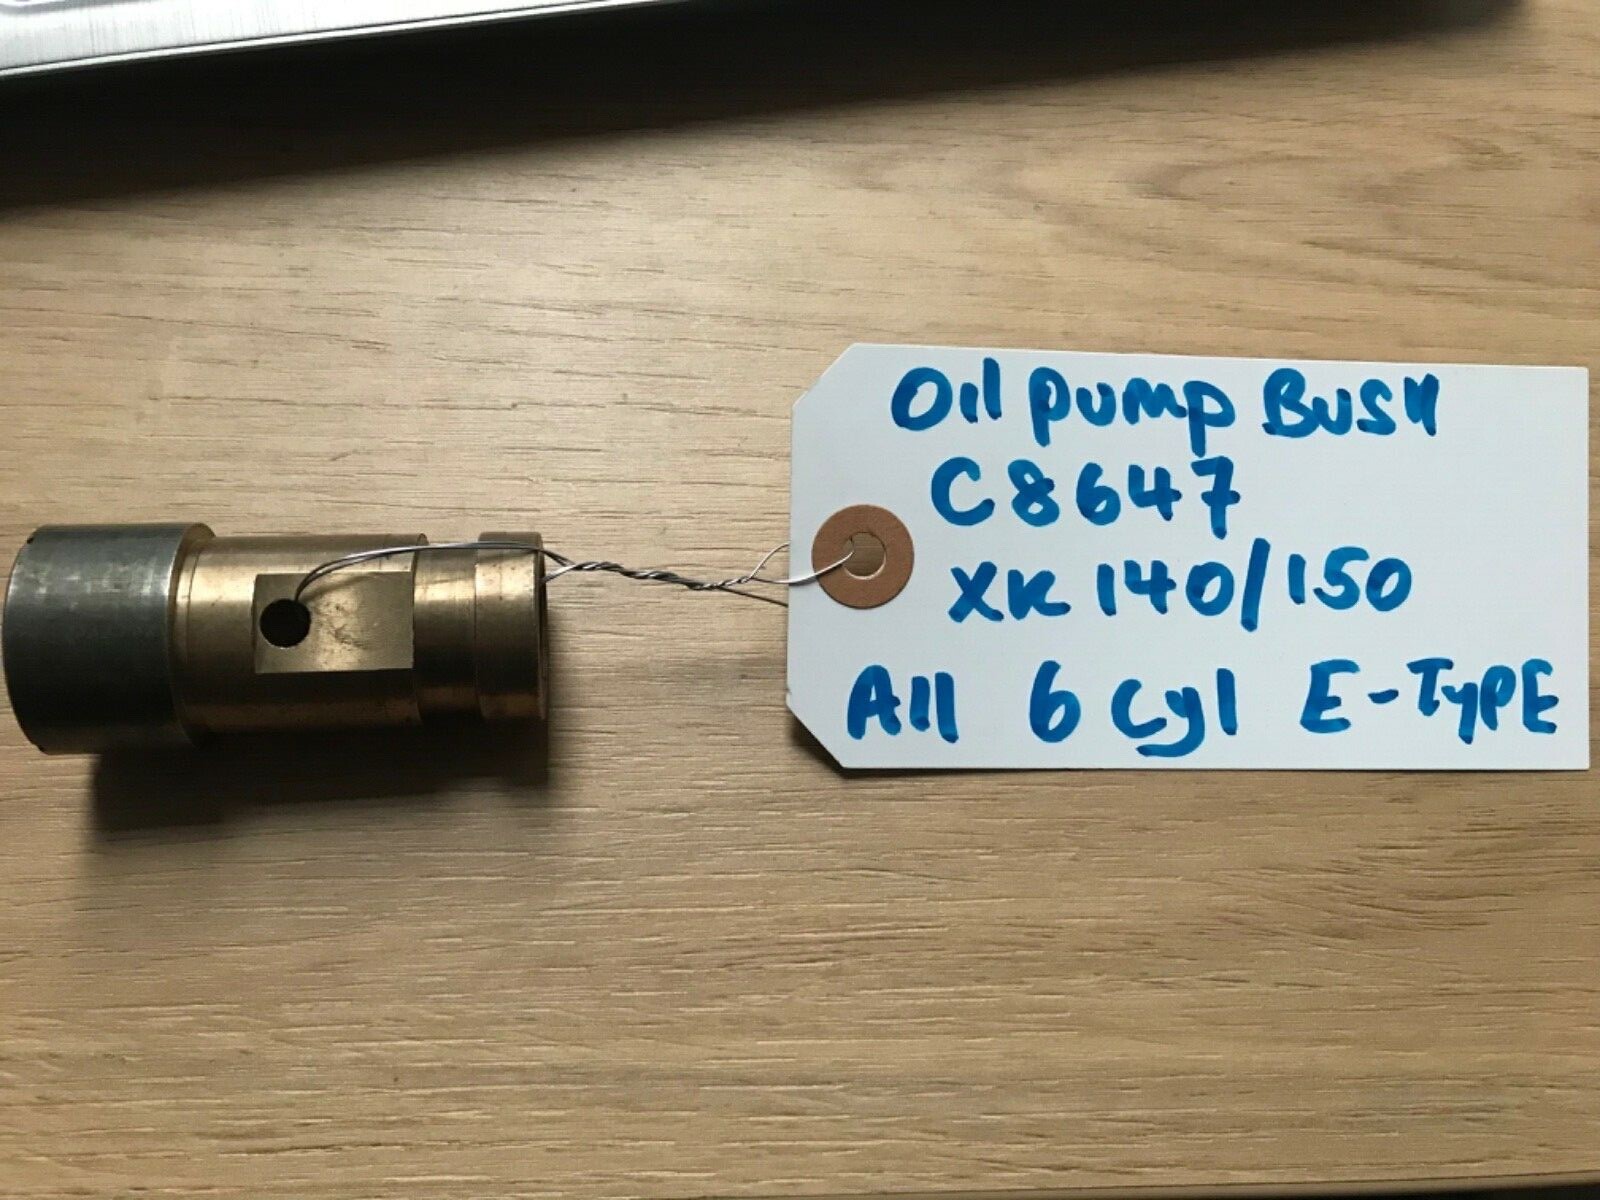 Oil pump BUSH
C8647
XK 140/150
All 6 Cyl E-TyPE